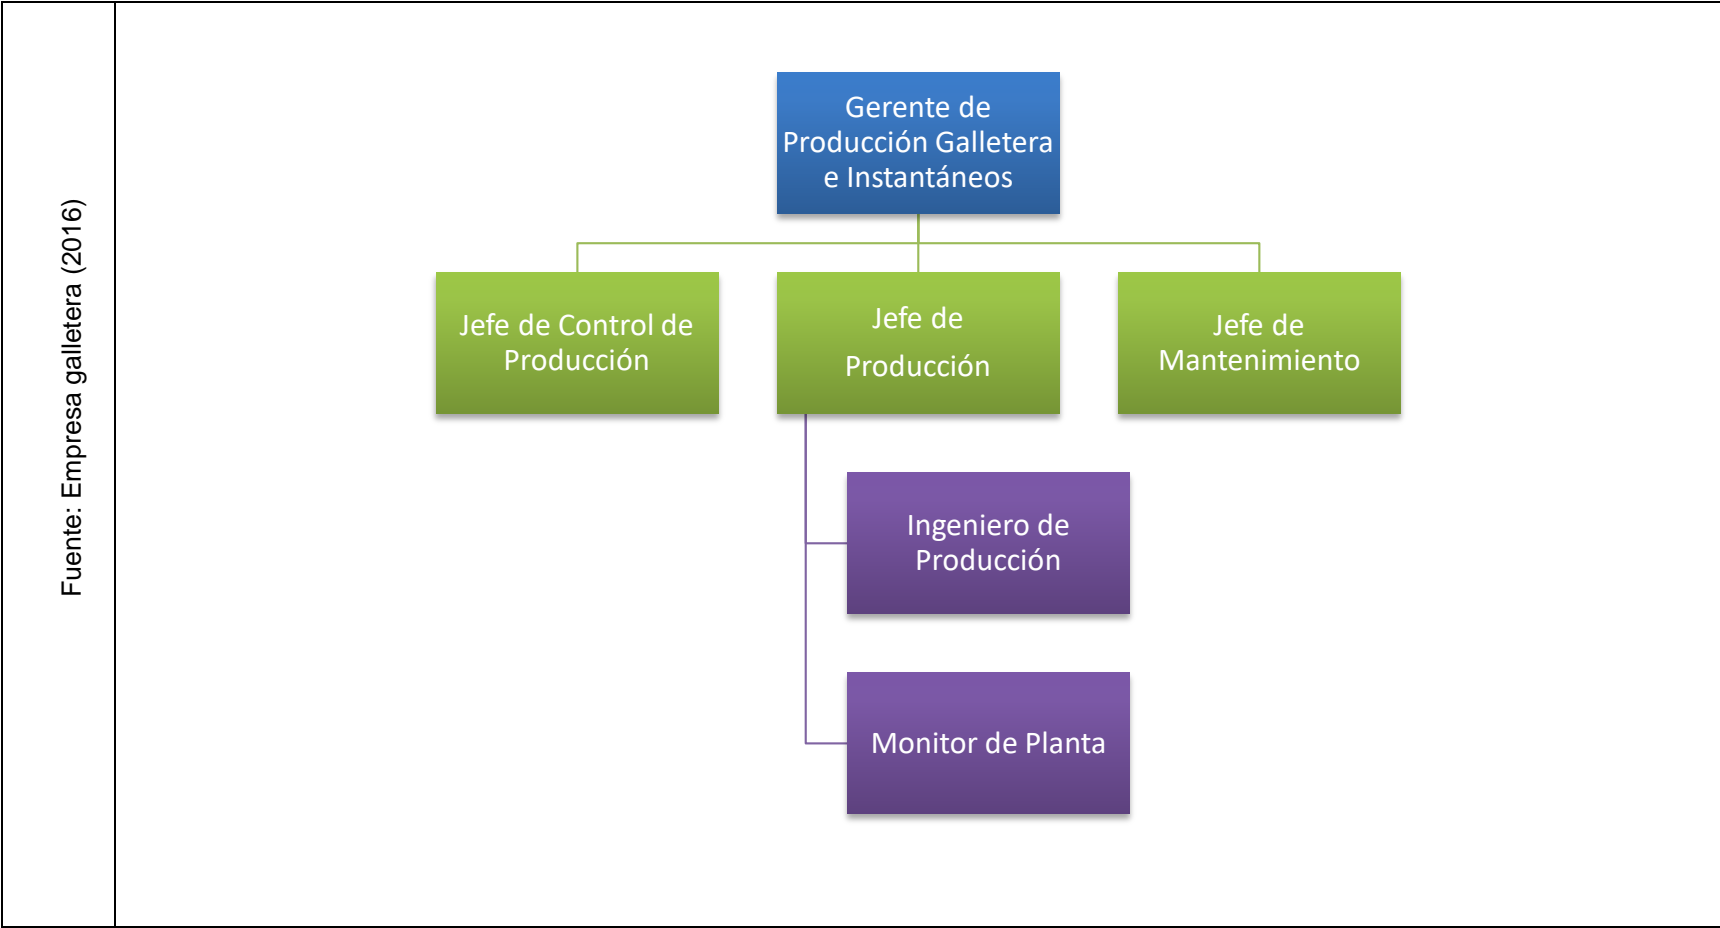 Fuente: Empresa galletera (2016)
Gerente de
Producción Galletera
e Instantáneos
Jefe de Control de
Producción
Jefe de
Producción
Jefe de
Mantenimiento
Ingeniero de
Producción
Monitor de Planta